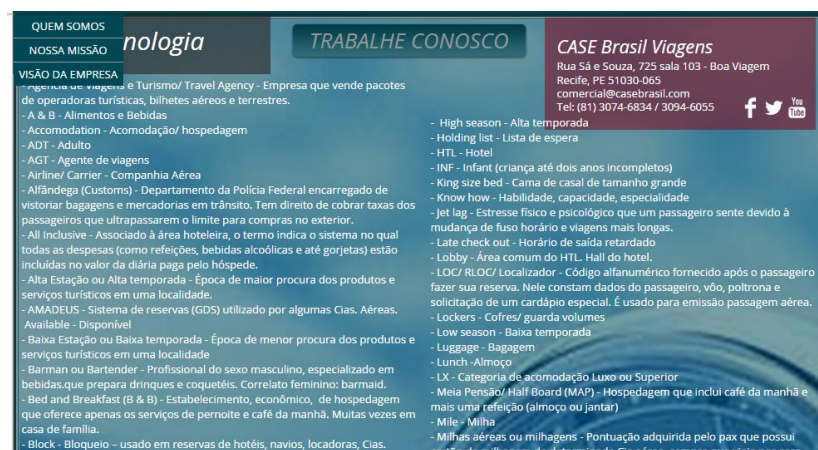 QUEM SOMOS
NOSSA MISSÃO
VISÃO DA EMPRESA
nologia
TRABALHE CONOSCO
CASE Brasil Viagens
Rua Sá e Souza, 725 sala 103 - Boa Viagem
Recife, PE 51030-065
comercial@casebrasil.com
Tel: (81) 3074-6834 / 3094-6055
You
Tube
- Agência de Viagens e Turismo/ Travel Agency - Empresa que vende pacotes
de operadoras turísticas, bilhetes aéreos e terrestres.
- A & B - Alimentos e Bebidas
- Accomodation - Acomodação/ hospedagem
- ADT - Adulto
- AGT - Agente de viagens
- Airline/ Carrier - Companhia Aérea
- Alfândega (Customs) - Departamento da Polícia Federal encarregado de
vistoriar bagagens e mercadorias em trânsito. Tem direito de cobrar taxas dos
passageiros que ultrapassarem o limite para compras no exterior.
- All Inclusive - Associado à área hoteleira, o termo indica o sistema no qual
todas as despesas (como refeições, bebidas alcoólicas e até gorjetas) estão
incluídas no valor da diária paga pelo hóspede.
- Alta Estação ou Alta temporada - Época de maior procura dos produtos e
serviços turísticos em uma localidade.
- AMADEUS - Sistema de reservas (GDS) utilizado por algumas Cias. Aéreas.
Available - Disponível
- Baixa Estação ou Baixa temporada - Época de menor procura dos produtos e
serviços turísticos em uma localidade
- Barman ou Bartender - Profissional do sexo masculino, especializado em
bebidas.que prepara drinques e coquetéis. Correlato feminino: barmaid.
- Bed and Breakfast (B & B) - Estabelecimento, econômico, de hospedagem
que oferece apenas os serviços de pernoite e café da manhã. Muitas vezes em
casa de família.
- Block - Bloqueio – usado em reservas de hotéis, navios, locadoras, Cias.
- High season - Alta temporada
- Holding list - Lista de espera
- HTL - Hotel
- INF - Infant (criança até dois anos incompletos)
- King size bed - Cama de casal de tamanho grande
- Know how - Habilidade, capacidade, especialidade
- Jet lag - Estresse físico e psicológico que um passageiro sente devido à
mudança de fuso horário e viagens mais longas.
- Late check out - Horário de saída retardado
- Lobby - Área comum do HTL. Hall do hotel.
- LOC/ RLOC/ Localizador - Código alfanumérico fornecido após o passageiro
fazer sua reserva. Nele constam dados do passageiro, vôo, poltrona e
solicitação de um cardápio especial. É usado para emissão passagem aérea.
- Lockers - Cofres/ guarda volumes
- Low season - Baixa temporada
- Luggage - Bagagem
- Lunch -Almoço
- LX - Categoria de acomodação Luxo ou Superior
- Meia Pensão/ Half Board (MAP) - Hospedagem que inclui café da manhã e
mais uma refeição (almoço ou jantar)
- Mile - Milha
- Milhas aéreas ou milhagens - Pontuação adquirida pelo pax que possui